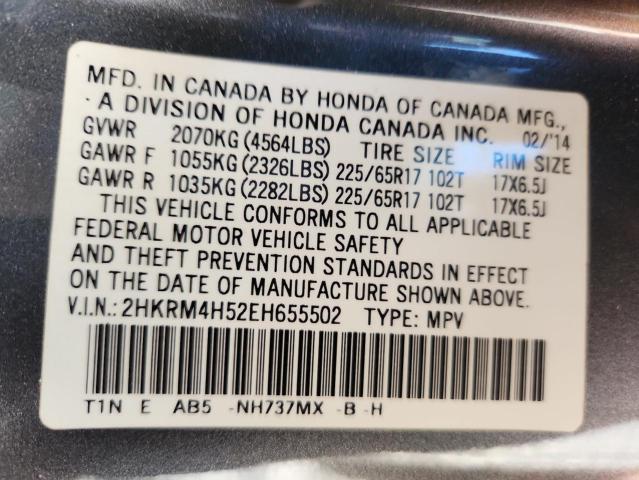 MFD. IN CANADA BY HONDA OF CANADA MFG.,
A DIVISION OF HONDA CANADA INC. 02/'14
GVWR 2070KG (4564LBS) TIRE SIZE RIM SIZE
GAWR F 1055KG (2326LBS) 225/65R17 102T 17X6.5J
GAWR R 1035KG (2282LBS) 225/65R17 102T 17X6.5J
THIS VEHICLE CONFORMS TO ALL APPLICABLE
FEDERAL MOTOR VEHICLE SAFETY
AND THEFT PREVENTION STANDARDS IN EFFECT
ON THE DATE OF MANUFACTURE SHOWN ABOVE.
V.I.N.: 2HKRM4H52EH655502 TYPE: MPV
T1N E AB5 -NH737MX -B -H